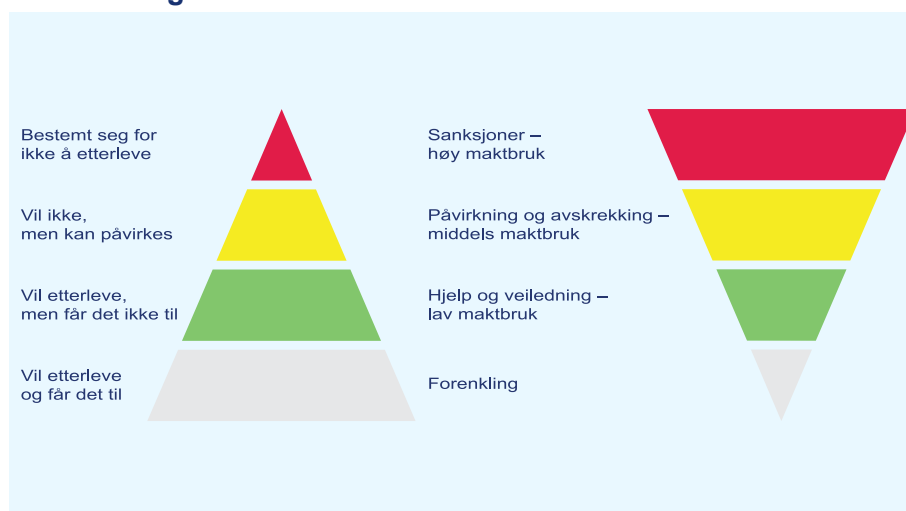 Bestemt seg for
ikke å etterleve
Vil ikke,
men kan påvirkes
Vil etterleve,
men får det ikke til
Vil etterleve
og får det til
Sanksjoner –
høy maktbruk
Påvirkning og avskrekking –
middels maktbruk
Hjelp og veiledning –
lav maktbruk
Forenkling